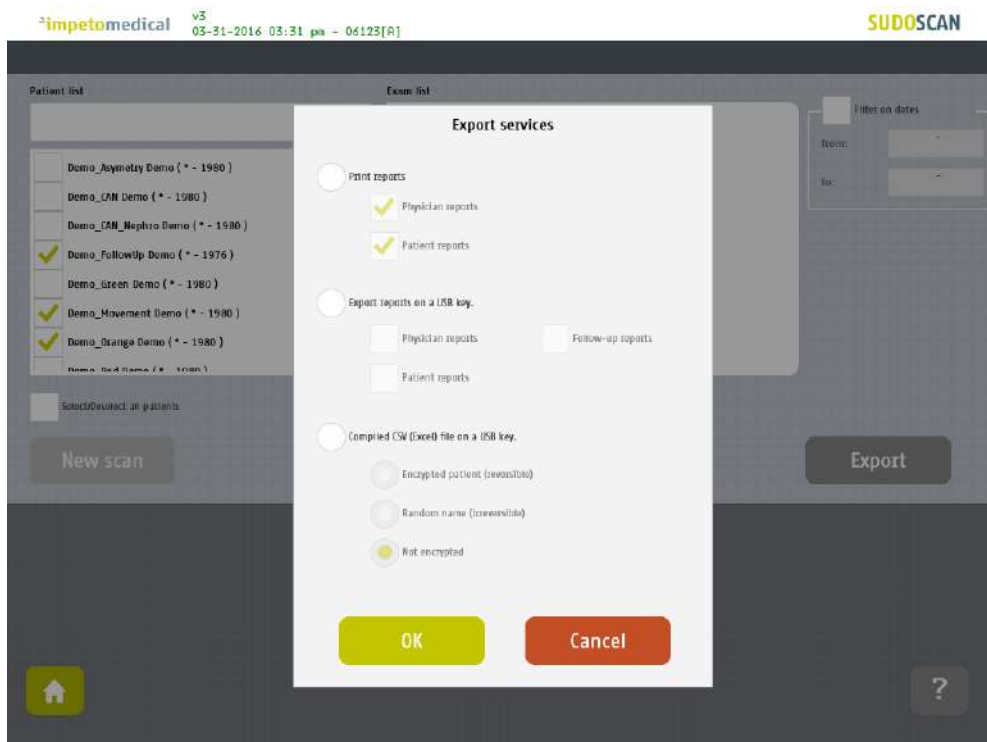 impetomedical
v3
03-31-2016 03:31 pm - 06123[A]
SUDOSCAN
Patient list
Exam list
Filter on dates
from:
to:
Demo_Asymetry Demo ( * - 1980 )
Demo_CAN Demo ( * - 1980 )
Demo_CAN_Nephro Demo ( * - 1980 )
Demo_FollowUp Demo ( * - 1976 )
Demo_Green Demo ( * - 1980 )
Demo_Movement Demo ( * - 1980 )
Demo_Orange Demo ( * - 1980 )
Demo_Red Demo ( * - 1980 )
Select/Deselect all patients
New scan
Export
Export services
Print reports
Physician reports
Patient reports
Export reports on a USB key.
Physician reports
Follow-up reports
Patient reports
Compiled CSV (Excel) file on a USB key.
Encrypted patient (reversible)
Random name (irreversible)
Not encrypted
OK
Cancel
?